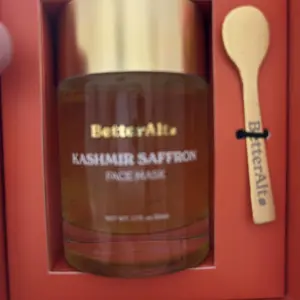 BetterAlt
KASHMIR SAFFRON
FACE MASK
BetterAlt